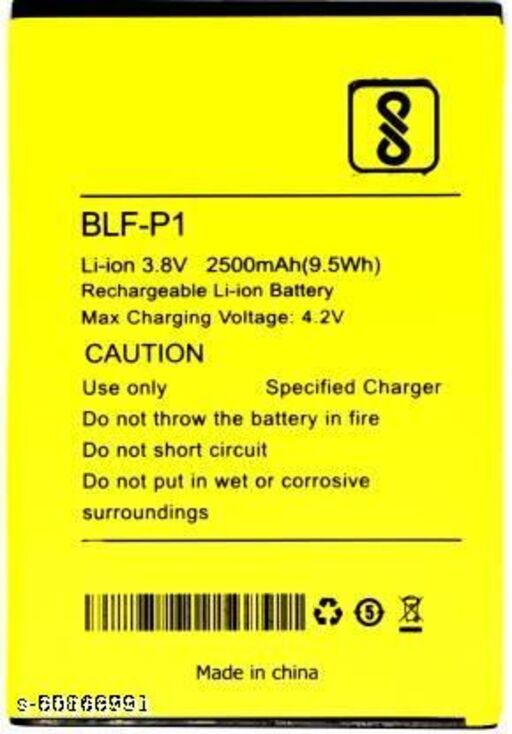 BLF-P1
Li-ion 3.8V 2500mAh(9.5Wh)
Rechargeable Li-ion Battery
Max Charging Voltage: 4.2V
CAUTION
Use only Specified Charger
Do not throw the battery in fire
Do not short circuit
Do not put in wet or corrosive
surroundings
5
Made in china